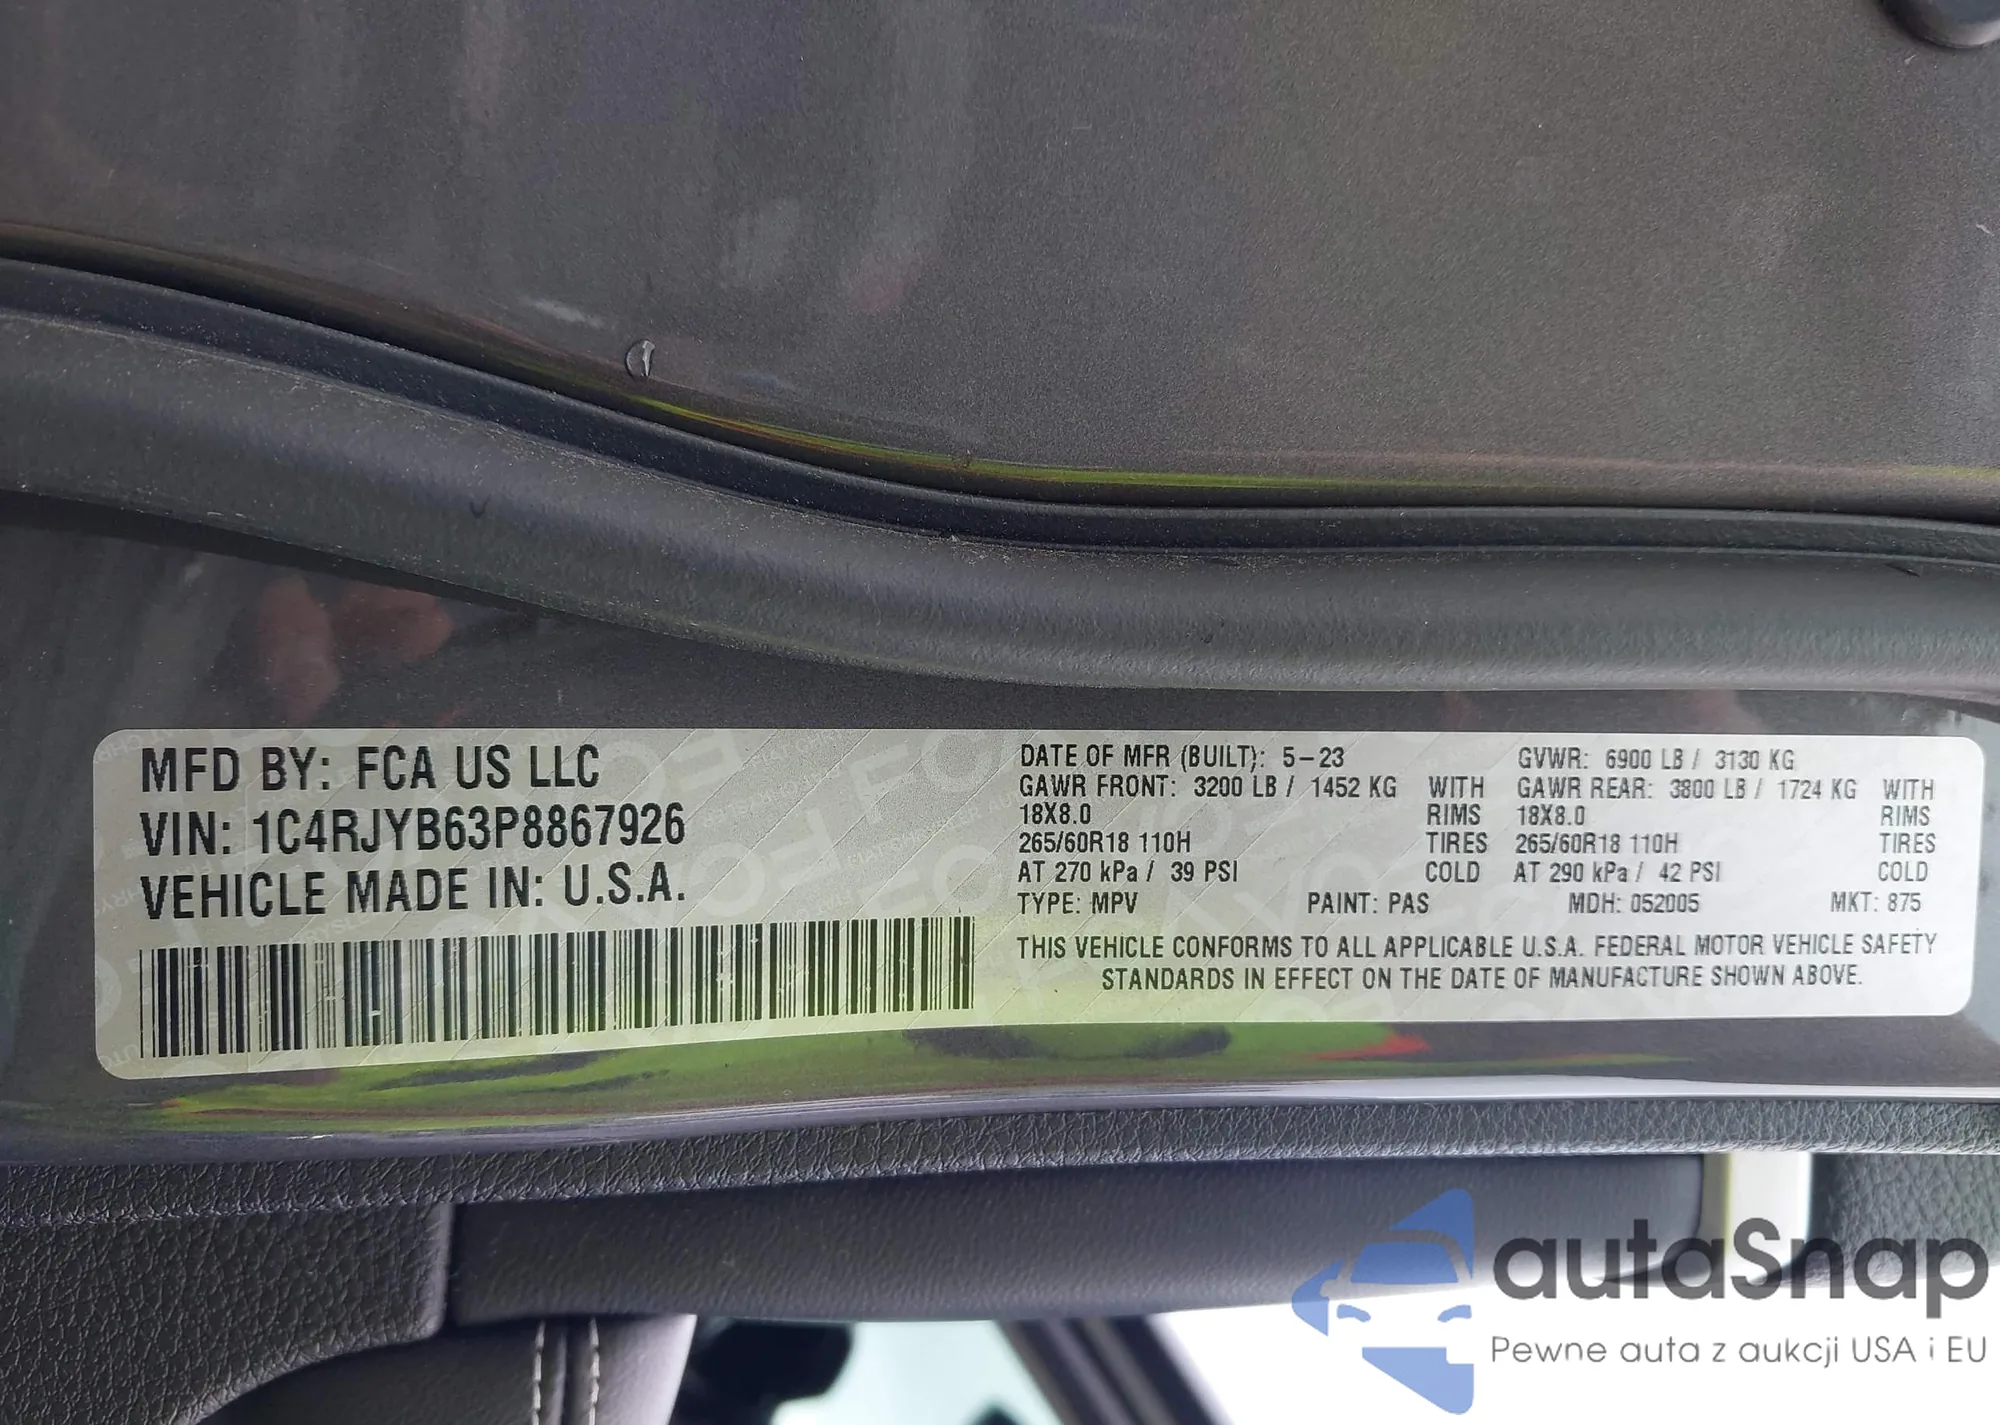 MFD BY: FCA US LLC
VIN: 1C4RJYB63P8867926
VEHICLE MADE IN: U.S.A.
DATE OF MFR (BUILT): 5-23 GVWR: 6900 LB / 3130 KG
GAWR FRONT: 3200 LB / 1452 KG WITH GAWR REAR: 3800 LB / 1724 KG WITH
18X8.0 RIMS 18X8.0 RIMS
265/60R18 110H TIRES 265/60R18 110H TIRES
AT 270 kPa / 39 PSI COLD AT 290 kPa / 42 PSI COLD
TYPE: MPV PAINT: PAS MDH: 052005 MKT: 875
THIS VEHICLE CONFORMS TO ALL APPLICABLE U.S.A. FEDERAL MOTOR VEHICLE SAFETY
STANDARDS IN EFFECT ON THE DATE OF MANUFACTURE SHOWN ABOVE.
autaSnap
Pewne auta z aukcji USA i EU